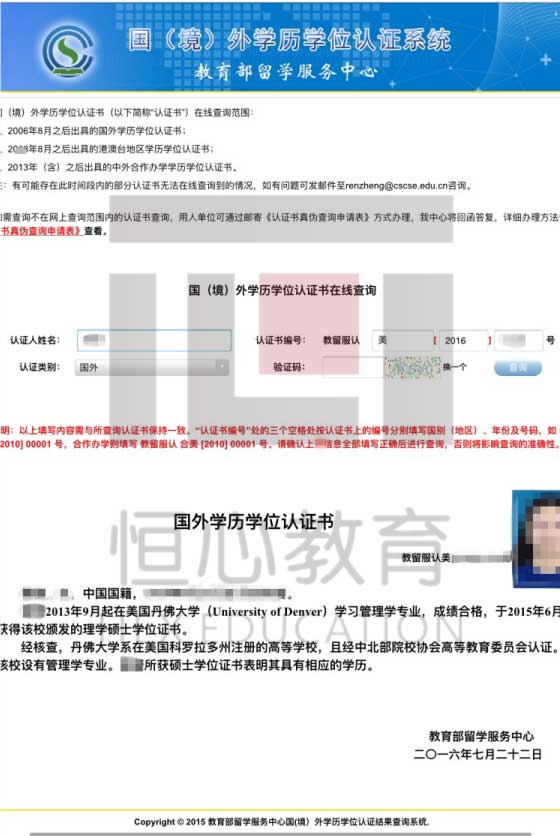 国（境）外学历学位认证系统
教育部留学服务中心
（境）外学历学位认证书（以下简称“认证书”）在线查询范围：
、2006年8月之后出具的国外学历学位认证书；
、20 8年8月之后出具的港澳台地区学历学位认证书；
、2013年（含）之后出具的中外合作办学学历学位认证书。
：有可能存在此时间段内的部分认证书无法在线查询到的情况，如有问题可发邮件至renzheng@cscse.edu.cn咨询。
需查询不在网上查询范围内的认证书查询，用人单位可通过邮寄《认证书真伪查询申请表》方式办理，我中心将回函答复，详细办理方法
书真伪查询申请表》查看。
国（境）外学历学位认证书在线查询
认证人姓名： 认证书编号： 教留服认 美 [ 2016 ] 号
认证类别： 国外 验证码： 换一个 查询
明：以上填写内容需与所查询认证书保持一致。“认证书编号”处的三个空格处按认证书上的编号分别填写国别（地区）、年份及号码，如
2010] 00001 号，合作办学则填写 教留服认 合美 [2010] 00001 号。请确认上 信息全部填写正确后进行查询，否则将影响查询的准确性。
国外学历学位认证书
恒心教育
教留服认美
，中国国籍，
2013年9月起在美国丹佛大学（University of Denver）学习管理学专业，成绩合格，于2015年6月
获得该校颁发的理学硕士学位证书。
EDUCATION
经核查，丹佛大学系在美国科罗拉多州注册的高等学校，且经中北部院校协会高等教育委员会认证。
该校设有管理学专业。 所获硕士学位证书表明其具有相应的学历。
教育部留学服务中心
二〇一六年七月二十二日
Copyright © 2015 教育部留学服务中心国(境）外学历学位认证结果查询系统.